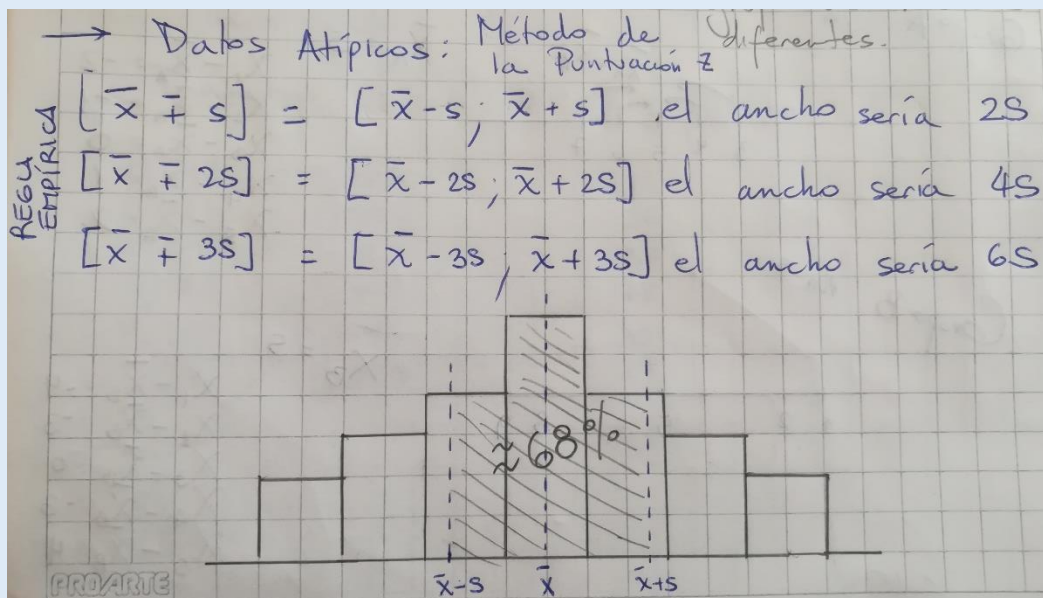 → Datos Atípicos: Método de la Puntuación Z
diferentes.
REGLA EMPÍRICA
[x̄ ∓ s] = [x̄ - s ; x̄ + s] el ancho sería 2s
[x̄ ∓ 2s] = [x̄ - 2s ; x̄ + 2s] el ancho sería 4s
[x̄ ∓ 3s] = [x̄ - 3s ; x̄ + 3s] el ancho sería 6s
≈ 68%
x̄-s x̄ x̄+s
PROARTE